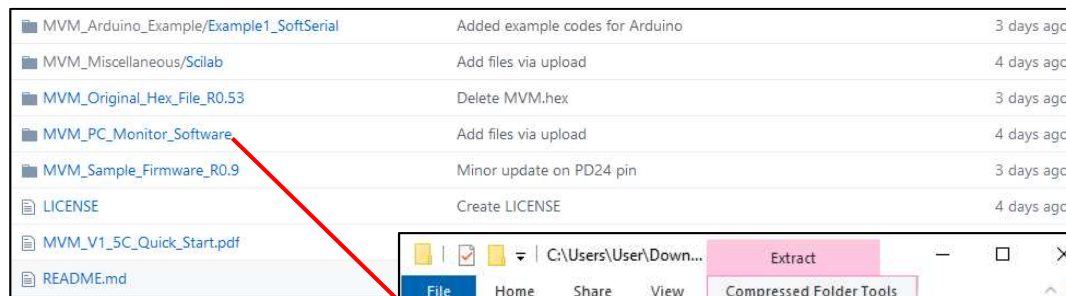 MVM_Arduino_Example/Example1_SoftSerial Added example codes for Arduino 3 days ago
MVM_Miscellaneous/Scilab Add files via upload 4 days ago
MVM_Original_Hex_File_R0.53 Delete MVM.hex 3 days ago
MVM_PC_Monitor_Software Add files via upload 4 days ago
MVM_Sample_Firmware_R0.9 Minor update on PD24 pin 3 days ago
LICENSE Create LICENSE 4 days ago
MVM_V1_5C_Quick_Start.pdf
README.md
C:\Users\User\Down... Extract
File Home Share View Compressed Folder Tools